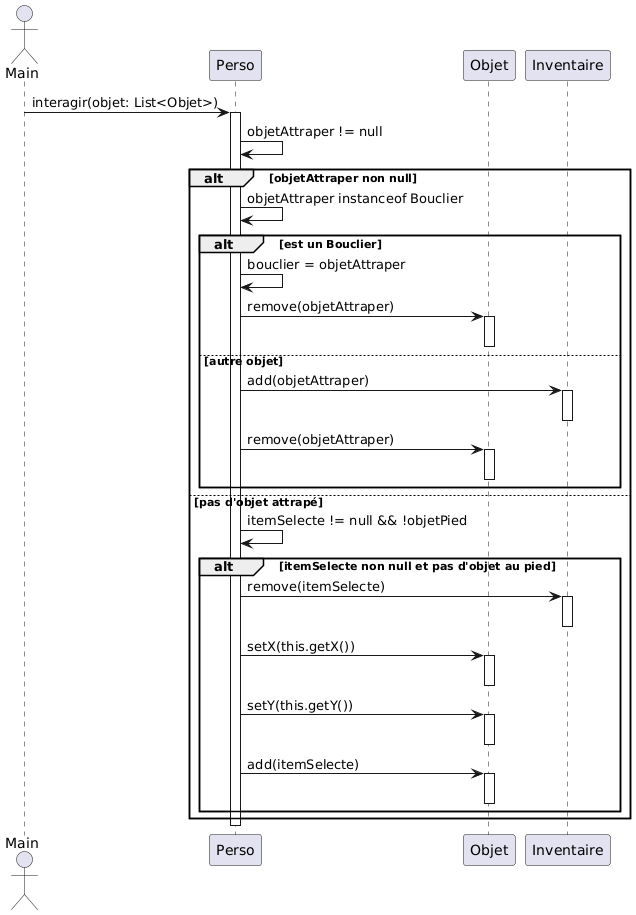 Main
Perso
Objet
Inventaire
interagir(objet: List<Objet>)
objetAttraper != null
alt
[objetAttraper non null]
objetAttraper instanceof Bouclier
alt
[est un Bouclier]
bouclier = objetAttraper
remove(objetAttraper)
[autre objet]
add(objetAttraper)
remove(objetAttraper)
[pas d'objet attrapé]
itemSelecte != null && !objetPied
alt
[itemSelecte non null et pas d'objet au pied]
remove(itemSelecte)
setX(this.getX())
setY(this.getY())
add(itemSelecte)
Main
Perso
Objet
Inventaire